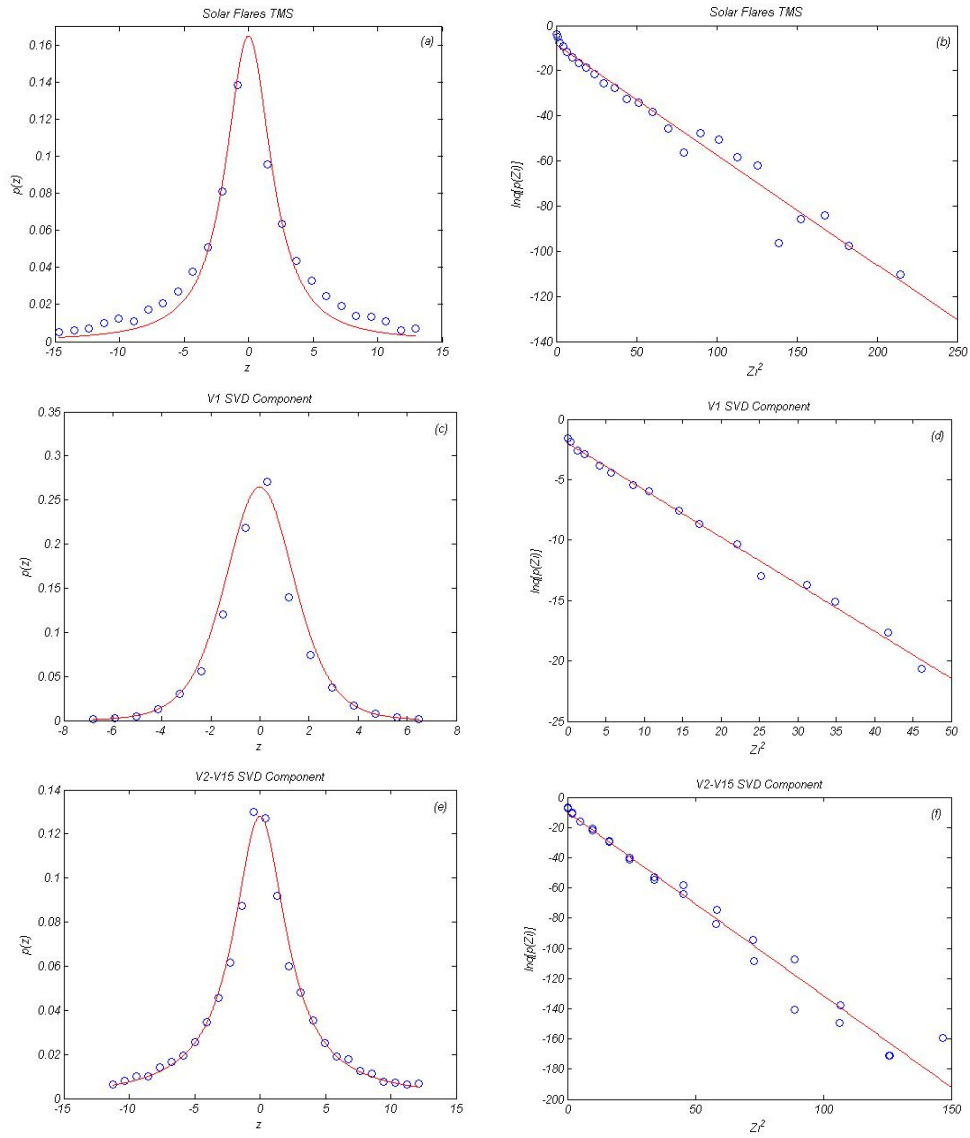 Solar Flares TMS
(a)
p(z)
0.16
0.14
0.12
0.1
0.08
0.06
0.04
0.02
0
-15 -10 -5 0 5 10 15
z
Solar Flares TMS
(b)
lnq[p(Zi)]
0
-20
-40
-60
-80
-100
-120
-140
0 50 100 150 200 250
Zi²
V1 SVD Component
(c)
p(z)
0.35
0.3
0.25
0.2
0.15
0.1
0.05
0
-8 -6 -4 -2 0 2 4 6 8
z
V1 SVD Component
(d)
lnq[p(Zi)]
0
-5
-10
-15
-20
-25
0 5 10 15 20 25 30 35 40 45 50
Zi²
V2-V15 SVD Component
(e)
p(z)
0.14
0.12
0.1
0.08
0.06
0.04
0.02
0
-15 -10 -5 0 5 10 15
z
V2-V15 SVD Component
(f)
lnq[p(Zi)]
0
-20
-40
-60
-80
-100
-120
-140
-160
-180
-200
0 50 100 150
Zi²